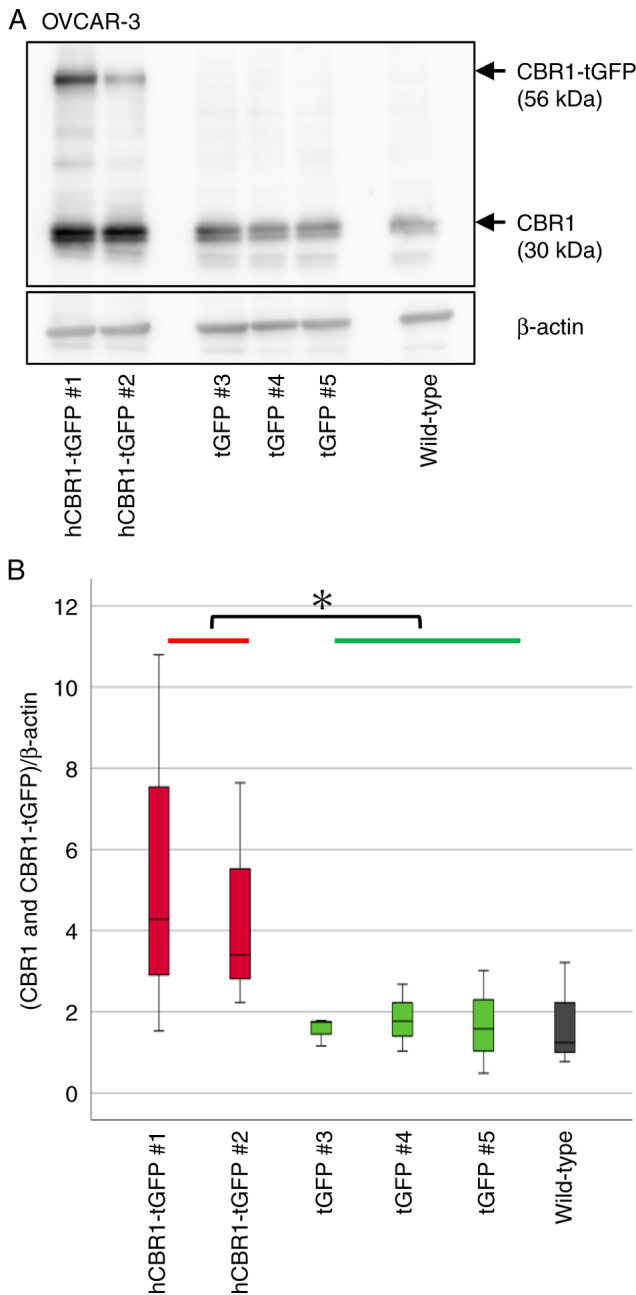 A OVCAR-3
CBR1-tGFP
(56 kDa)
CBR1
(30 kDa)
β-actin
hCBR1-tGFP #1
hCBR1-tGFP #2
tGFP #3
tGFP #4
tGFP #5
Wild-type
B
*
12
10
8
6
4
2
0
(CBR1 and CBR1-tGFP)/β-actin
hCBR1-tGFP #1
hCBR1-tGFP #2
tGFP #3
tGFP #4
tGFP #5
Wild-type